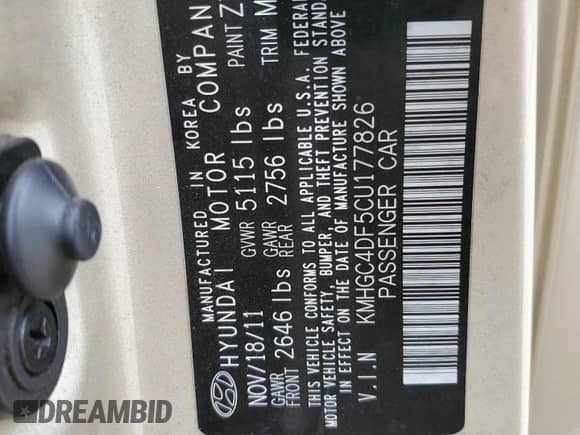 MANUFACTURED IN KOREA BY
HYUNDAI MOTOR COMPAN
NOV/18/11 GVWR 5115 lbs PAINT Z
GAWR FRONT 2646 lbs GAWR REAR 2756 lbs TRIM M
THIS VEHICLE CONFORMS TO ALL APPLICABLE U.S.A. FEDERAL
MOTOR VEHICLE SAFETY, BUMPER, AND THEFT PREVENTION STAND
IN EFFECT ON THE DATE OF MANUFACTURE SHOWN ABOVE
V.I.N KMHGC4DF5CU177826
PASSENGER CAR
DREAMBID